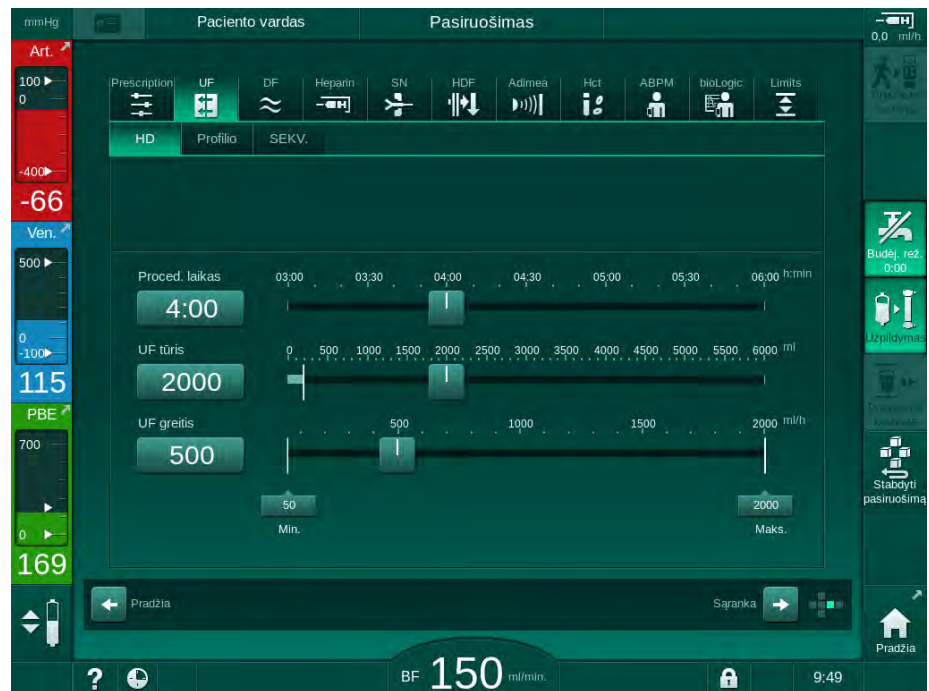 mmHg
Paciento vardas
Pasiruošimas
0,0 ml/h
Art.
100
0
-400
-66
Ven.
500
0
-100
115
PBE
700
0
169
Prescription UF DF Heparin SN HDF Adimea Hct ABPM bioLogic Limits
HD Profilio SEKV.
Proced. laikas
03:00 03:30 04:00 04:30 05:00 05:30 06:00 h:min
4:00
UF tūris
0 500 1000 1500 2000 2500 3000 3500 4000 4500 5000 5500 6000 ml
2000
UF greitis
500 1000 1500 2000 ml/h
500
50
Min.
2000
Maks.
Pradžia
Sąranka
Budėj. rež.
0:00
Užpildymas
Stabdyti
pasiruošimą
Pradžia
? BF 150 ml/min. 9:49